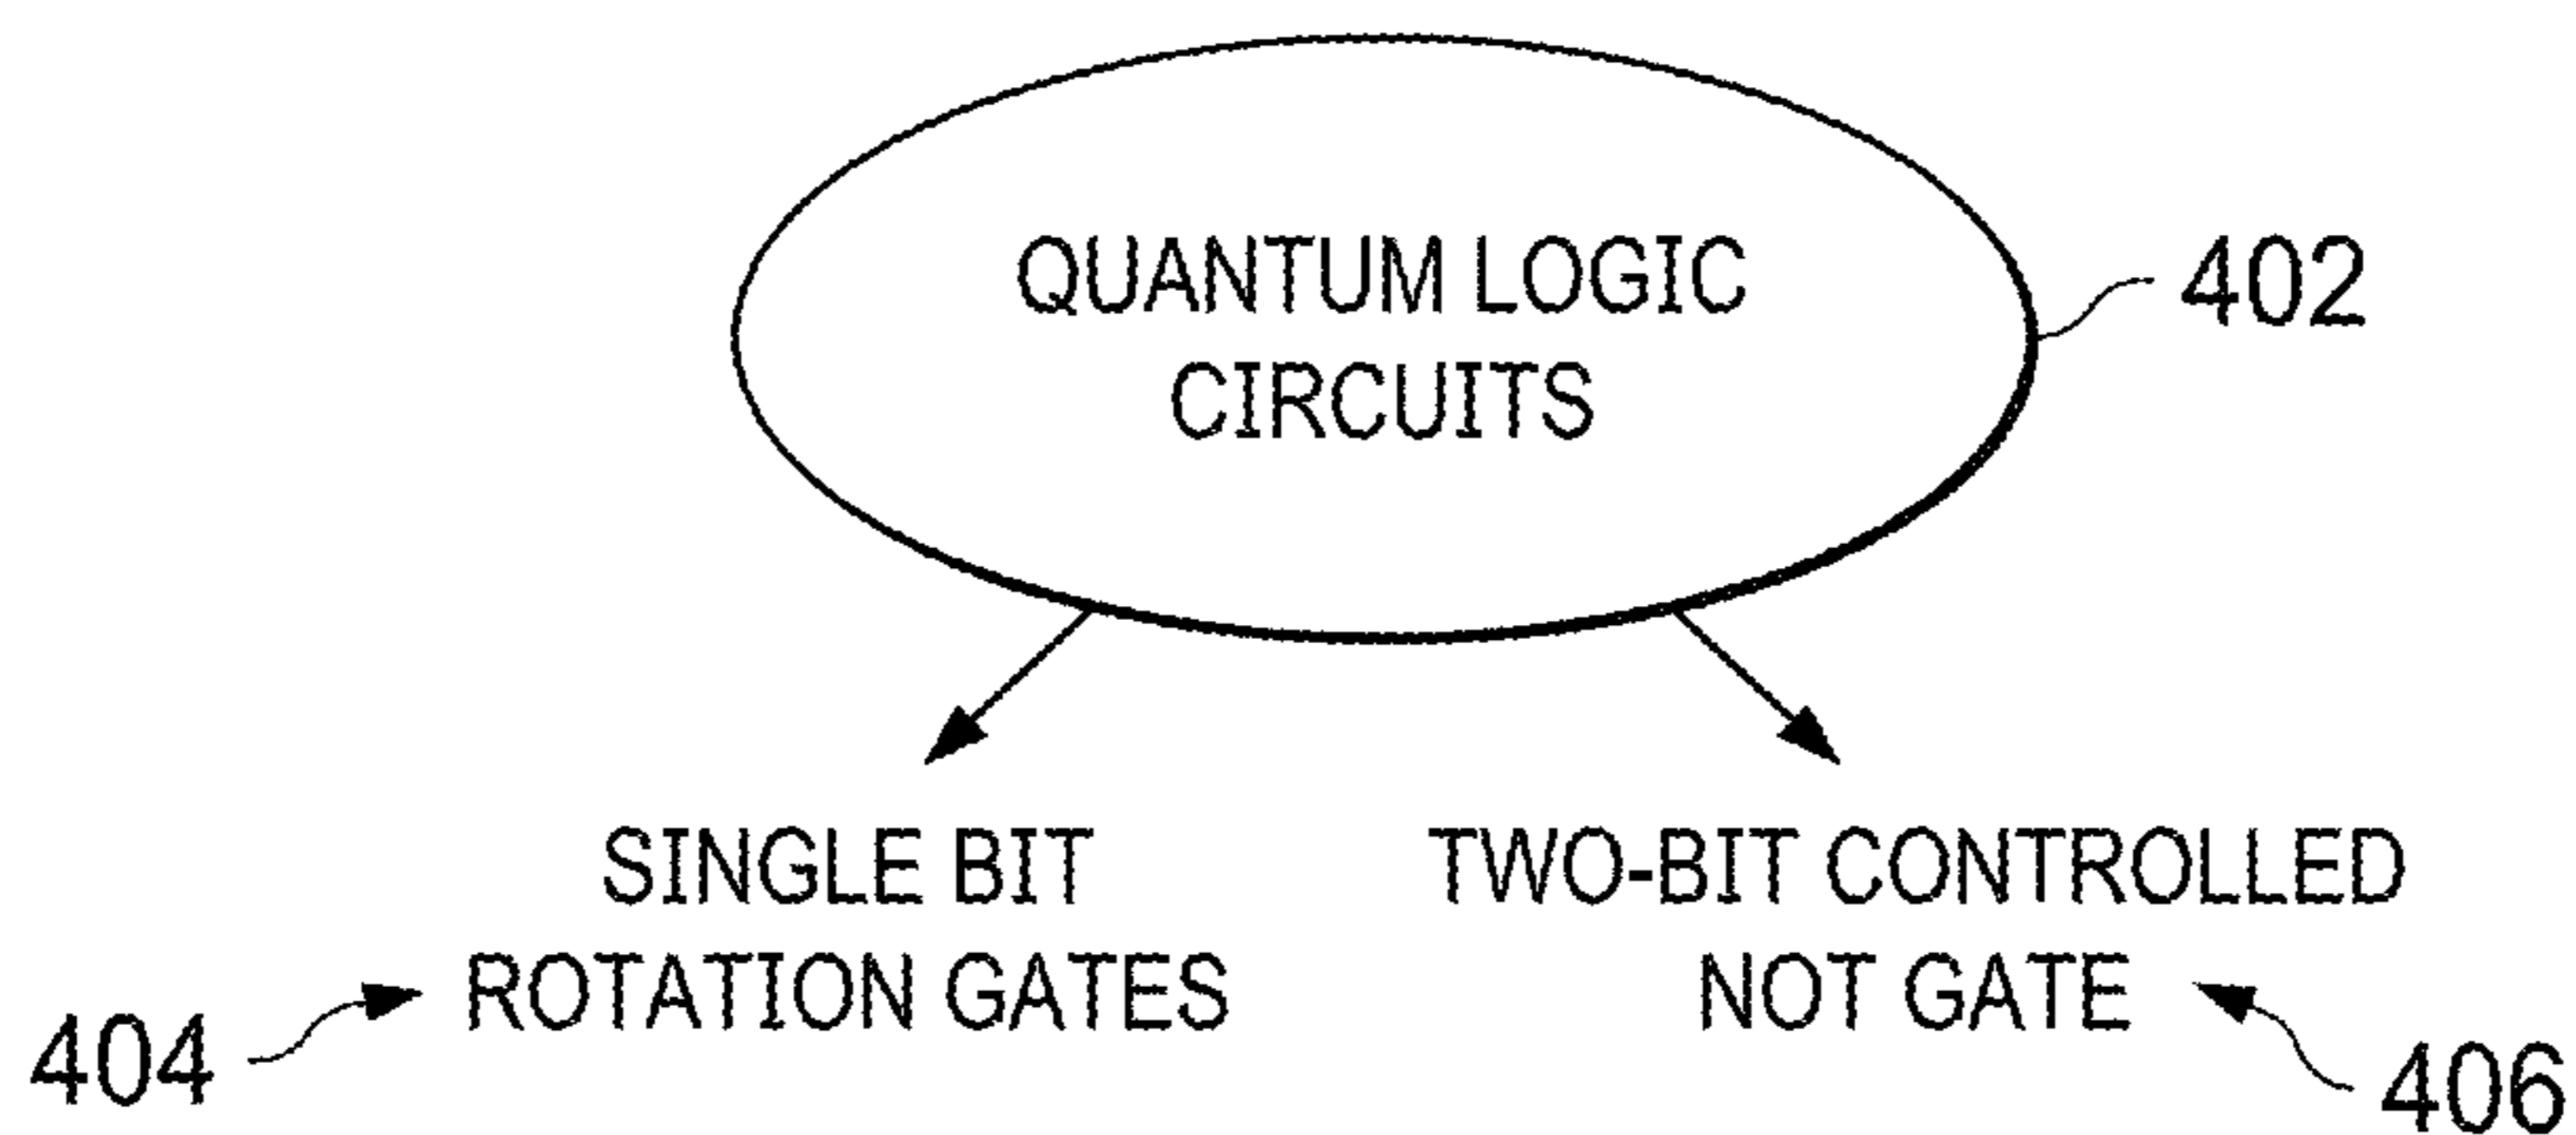 QUANTUM LOGIC
CIRCUITS
402
SINGLE BIT
ROTATION GATES
404
TWO-BIT CONTROLLED
NOT GATE
406